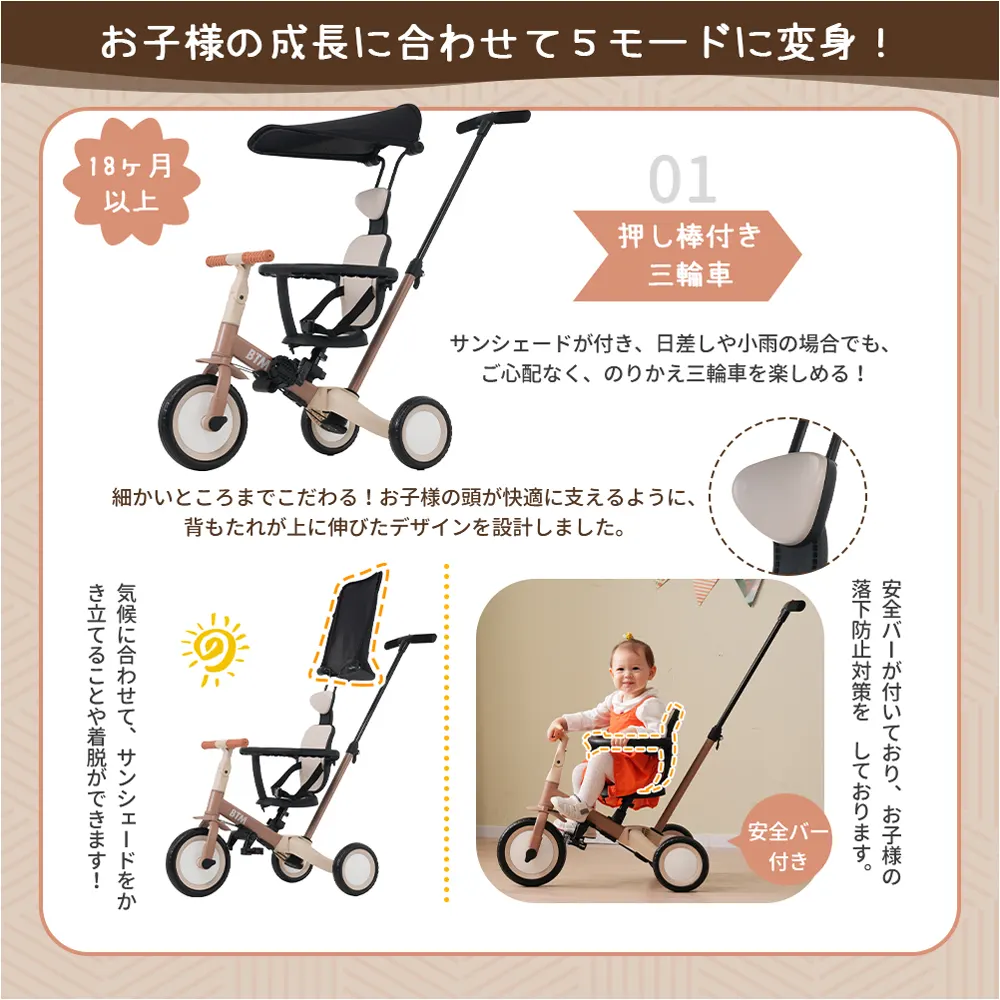 お子様の成長に合わせて5モードに変身！
18ヶ月
以上
01
押し棒付き
三輪車
サンシェードが付き、日差しや小雨の場合でも、
ご心配なく、のりかえ三輪車を楽しめる！
BTM
細かいところまでこだわる！お子様の頭が快適に支えるように、
背もたれが上に伸びたデザインを設計しました。
気候に合わせて、サンシェードをか
き立てることや着脱ができます！
BTM
安全バーが付いており、お子様の
落下防止対策を しております。
安全バー
付き